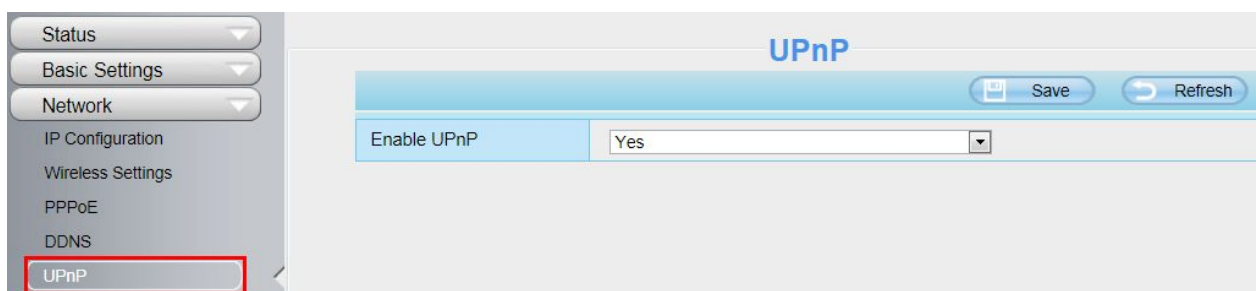 Status
Basic Settings
Network
IP Configuration
Wireless Settings
PPPoE
DDNS
UPnP
UPnP
Save Refresh
Enable UPnP Yes